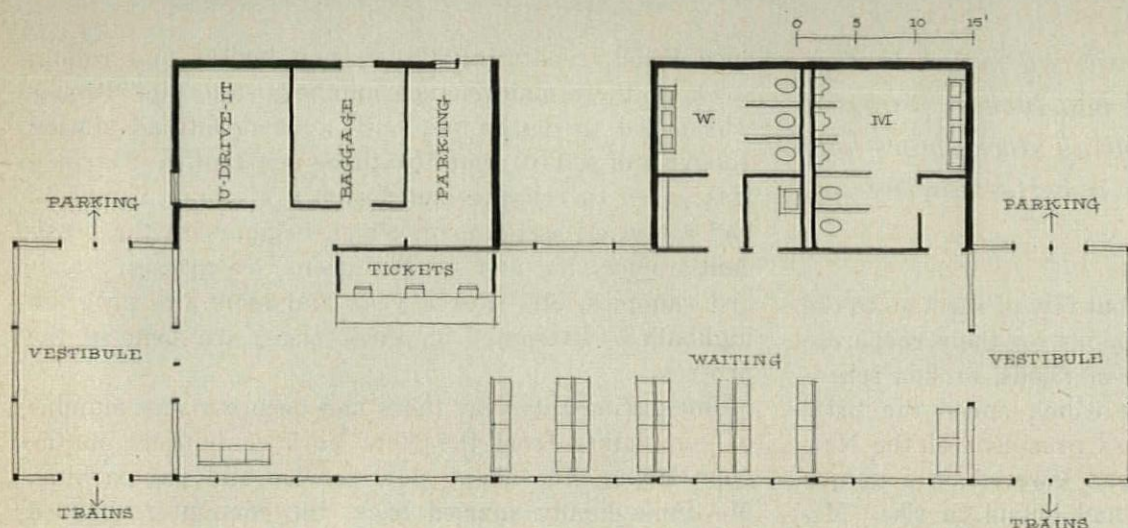 0 5 10 15'
U-DRIVE-IT
BAGGAGE
PARKING
W.
M.
PARKING
PARKING
TICKETS
VESTIBULE
WAITING
VESTIBULE
TRAINS
TRAINS